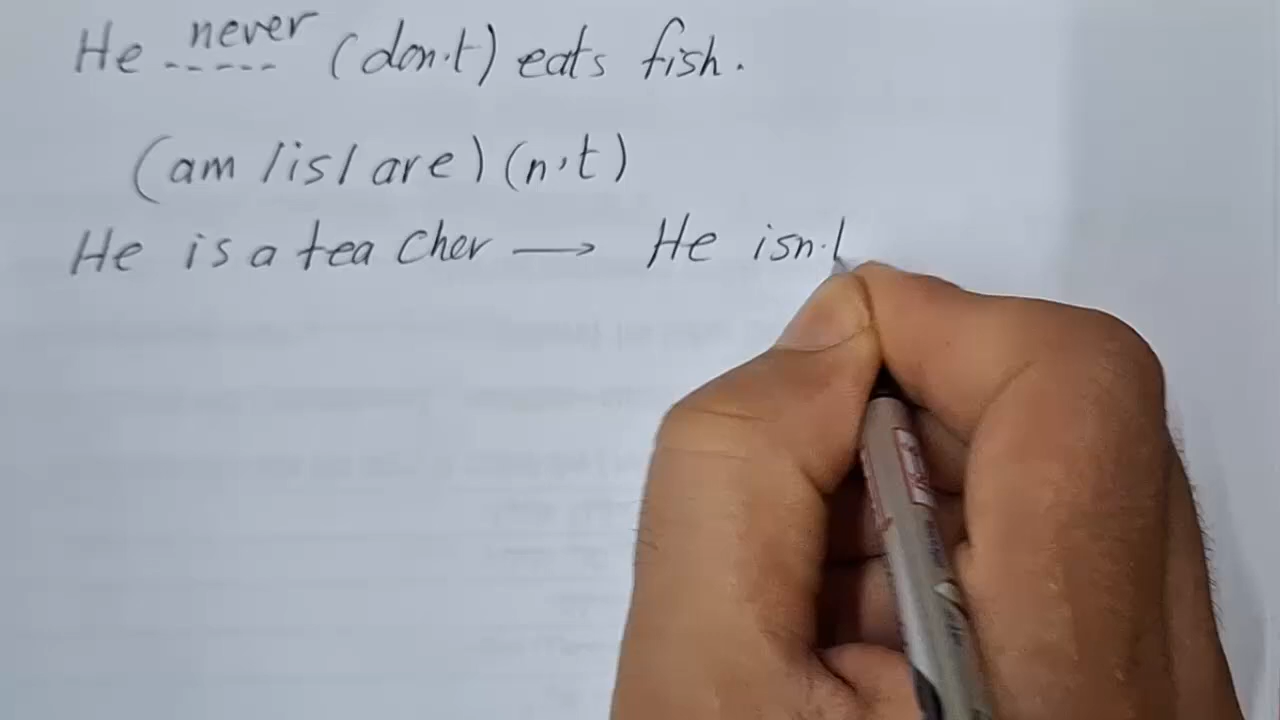 never
He ----- (don't) eats fish.
(am / is / are) (n't)
He is a teacher → He isn't